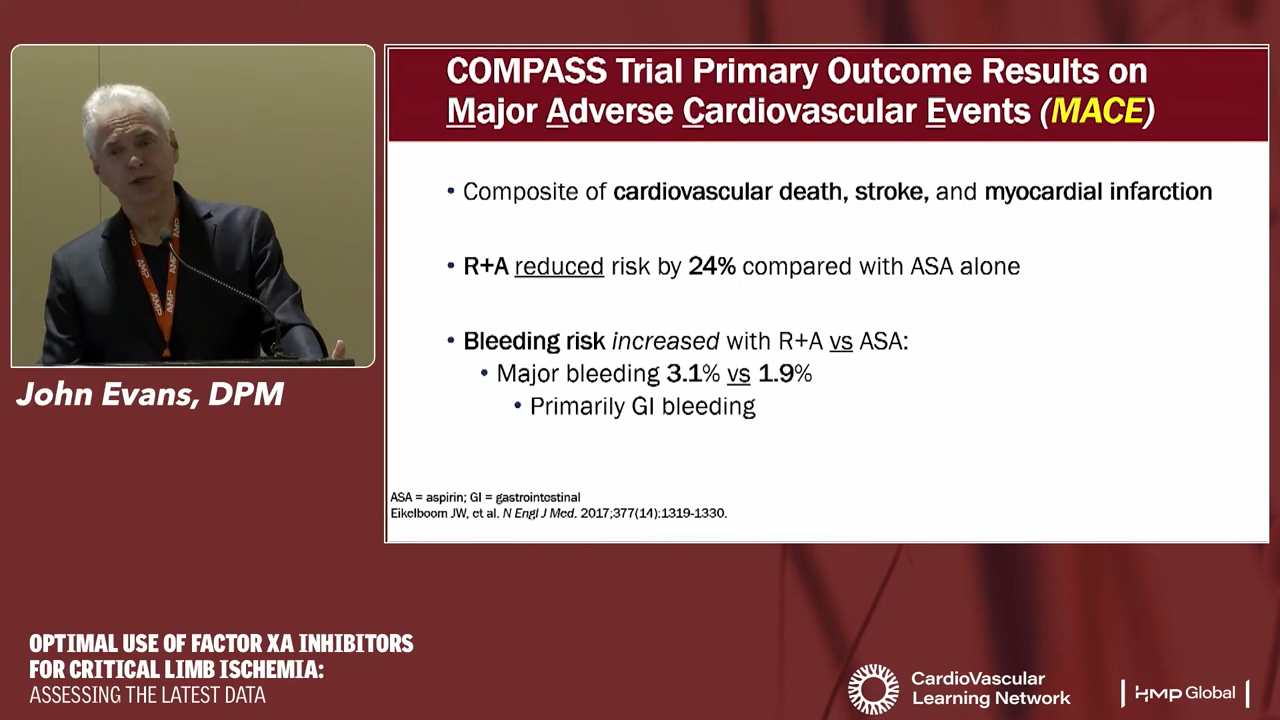 COMPASS Trial Primary Outcome Results on
Major Adverse Cardiovascular Events (MACE)
• Composite of cardiovascular death, stroke, and myocardial infarction
• R+A reduced risk by 24% compared with ASA alone
• Bleeding risk increased with R+A vs ASA:
• Major bleeding 3.1% vs 1.9%
• Primarily GI bleeding
ASA = aspirin; GI = gastrointestinal
Eikelboom JW, et al. N Engl J Med. 2017;377(14):1319-1330.
AMP
AMP
AMP
John Evans, DPM
OPTIMAL USE OF FACTOR XA INHIBITORS
FOR CRITICAL LIMB ISCHEMIA:
ASSESSING THE LATEST DATA
CardioVascular
Learning Network
HMP Global